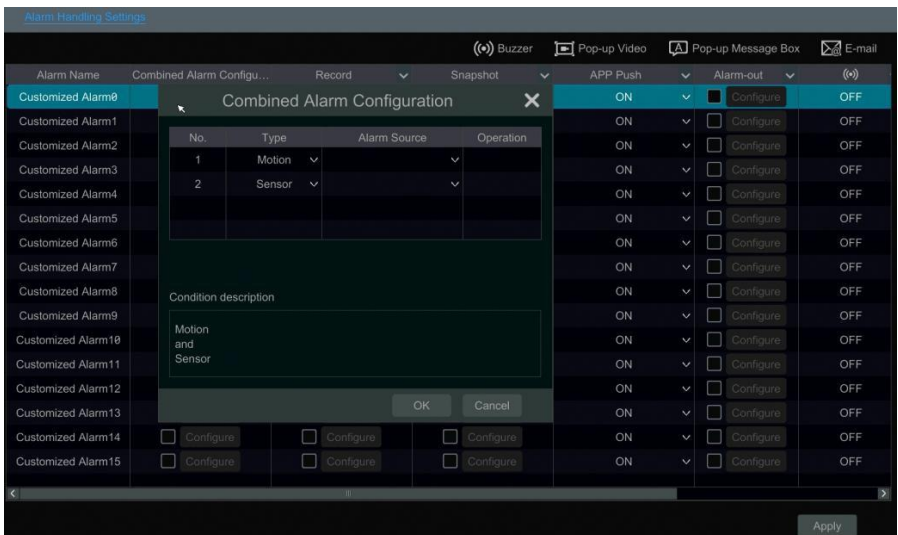 Alarm Handling Settings
Buzzer Pop-up Video Pop-up Message Box E-mail
Alarm Name Combined Alarm Configu... Record Snapshot APP Push Alarm-out
Customized Alarm0 ON Configure OFF
Combined Alarm Configuration
Customized Alarm1 ON Configure OFF
No. Type Alarm Source Operation
Customized Alarm2 ON Configure OFF
1 Motion
Customized Alarm3 ON Configure OFF
2 Sensor
Customized Alarm4 ON Configure OFF
Customized Alarm5 ON Configure OFF
Customized Alarm6 ON Configure OFF
Customized Alarm7 ON Configure OFF
Customized Alarm8 ON Configure OFF
Condition description
Customized Alarm9 ON Configure OFF
Motion
Customized Alarm10 ON Configure OFF
and
Sensor
Customized Alarm11 ON Configure OFF
Customized Alarm12 ON Configure OFF
OK Cancel
Customized Alarm13 ON Configure OFF
Customized Alarm14 Configure Configure Configure ON Configure OFF
Customized Alarm15 Configure Configure Configure ON Configure OFF
Apply